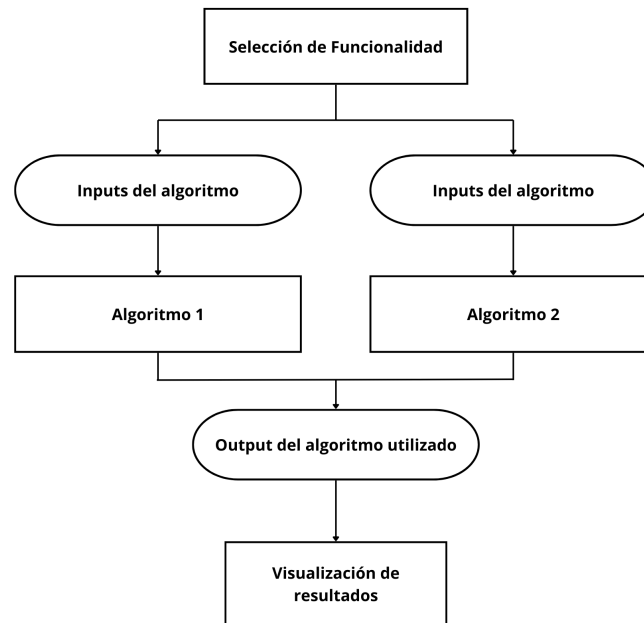 Selección de Funcionalidad
Inputs del algoritmo
Inputs del algoritmo
Algoritmo 1
Algoritmo 2
Output del algoritmo utilizado
Visualización de
resultados